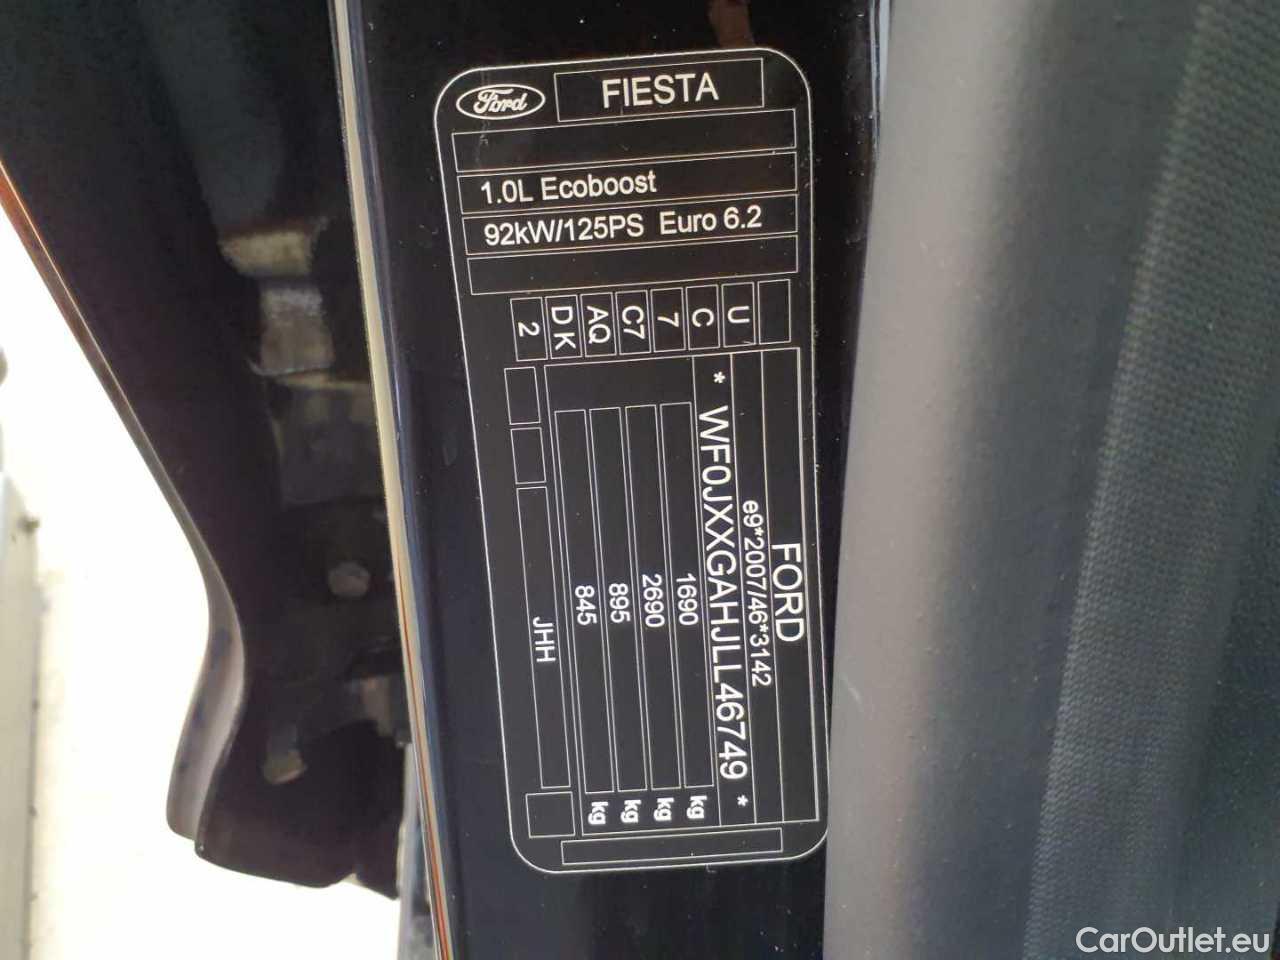 Ford
FIESTA
1.0L Ecoboost
92kW/125PS Euro 6.2
FORD
e9*2007/46*3142
* WF0JXXGAHJLL46749 *
1690 kg
2690 kg
895 kg
845 kg
JHH
U
C
7
C7
AQ
DK
2
CarOutlet.eu